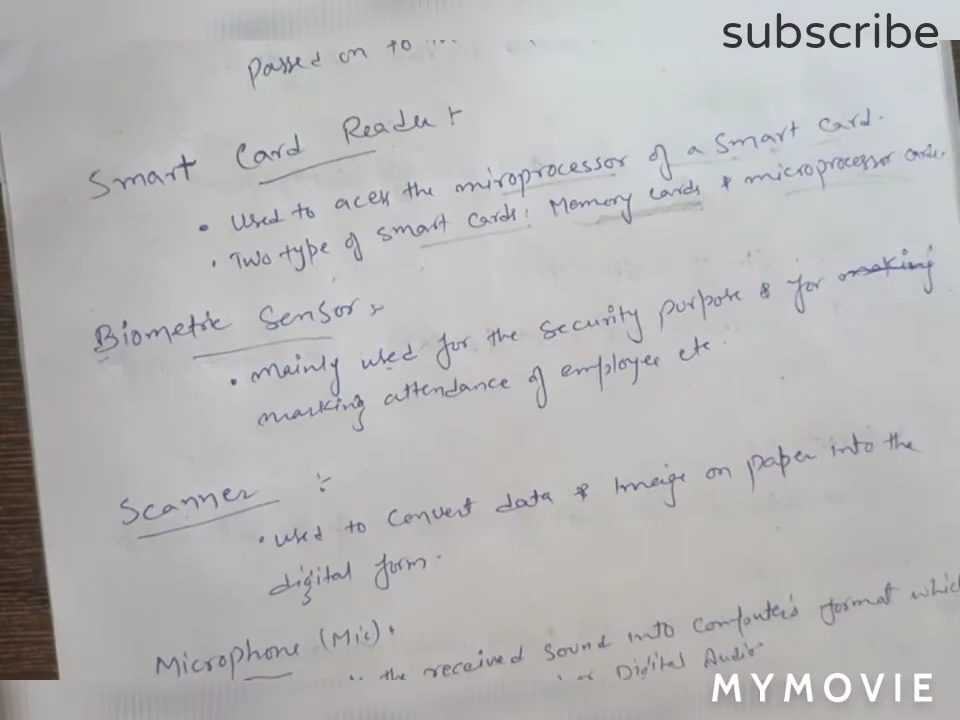 subscribe
passed on to
Smart Card Reader
• Used to acess the miroprocessor of a smart card.
• Two type of smart cards: Memory cards & microprocessor cards.
Biometric Sensor
• Mainly used for the security purpose & for making
marking attendance of employee etc.
Scanner :-
• Used to convert data & Image on paper into the
digital form.
Microphone (Mic).
the received sound into computer's format which
Digital Audio
MYMOVIE